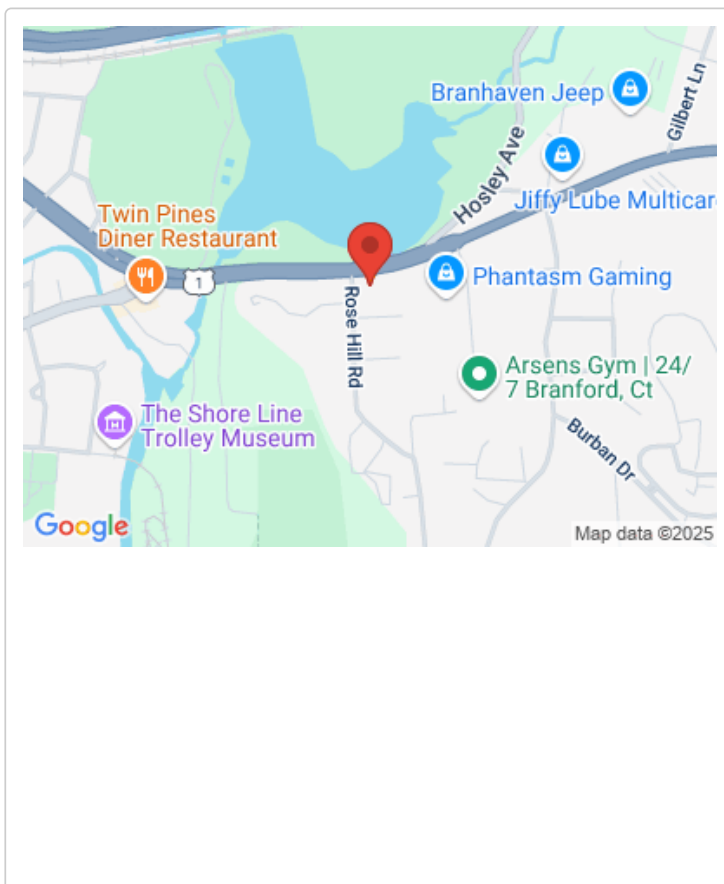 Branhaven Jeep
Gilbert Ln
Hosley Ave
Jiffy Lube Multicar
Twin Pines
Diner Restaurant
1
Phantasm Gaming
Rose Hill Rd
Arsens Gym | 24/
7 Branford, Ct
The Shore Line
Trolley Museum
Burban Dr
Google
Map data ©2025